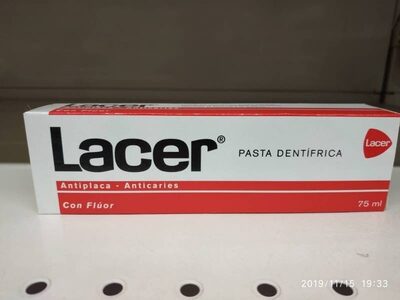 Lacer®
PASTA DENTÍFRICA
Lacer
Antiplaca - Anticaries
Con Flúor
75 ml
2019/11/15 19:33